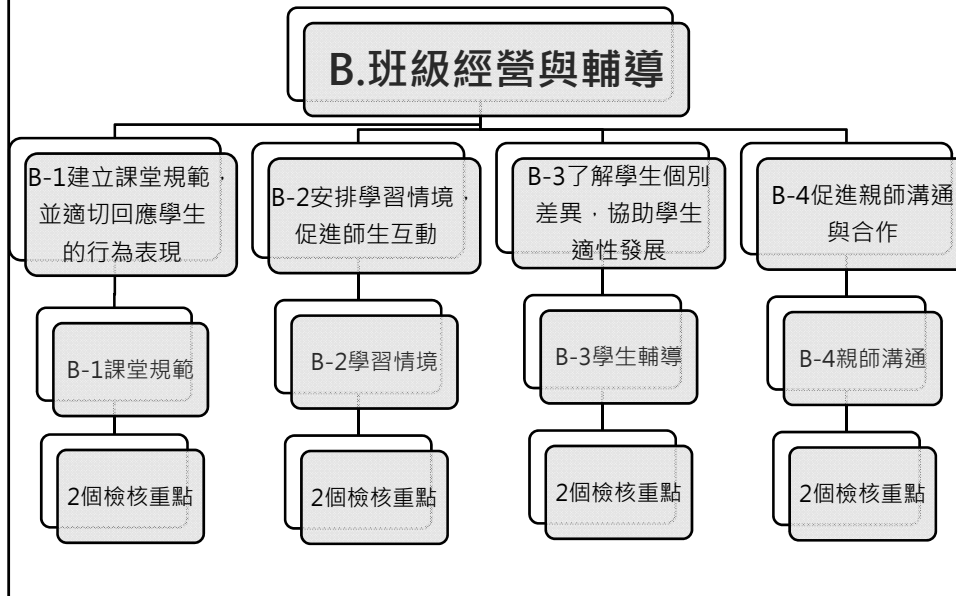 B.班級經營與輔導
B-1建立課堂規範，
並適切回應學生
的行為表現
B-2安排學習情境，
促進師生互動
B-3了解學生個別
差異，協助學生
適性發展
B-4促進親師溝通
與合作
B-1課堂規範
B-2學習情境
B-3學生輔導
B-4親師溝通
2個檢核重點
2個檢核重點
2個檢核重點
2個檢核重點